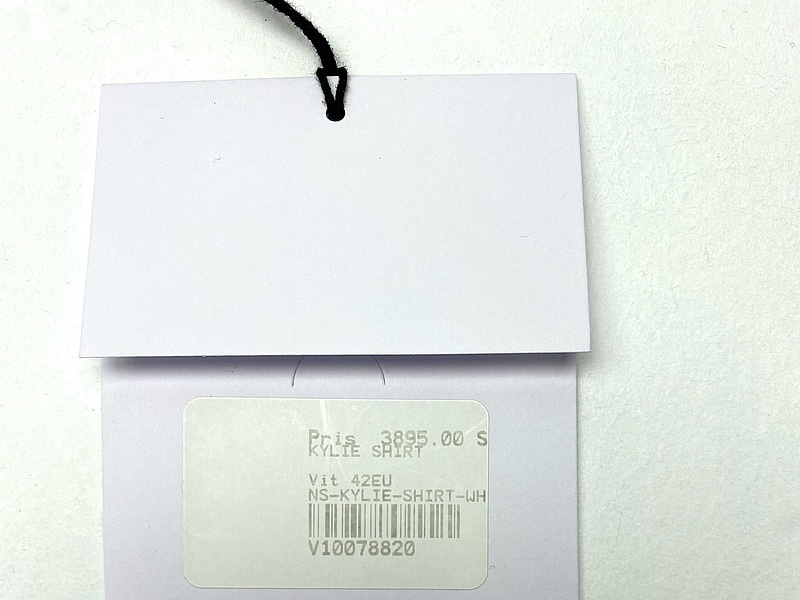 Pris 3895.00 S
KYLIE SHIRT
Vit 42EU
NS-KYLIE-SHIRT-WH
V10078820